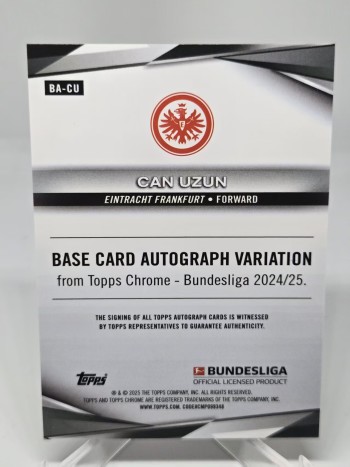 BA-CU
CAN UZUN
EINTRACHT FRANKFURT • FORWARD
BASE CARD AUTOGRAPH VARIATION
from Topps Chrome - Bundesliga 2024/25.
THE SIGNING OF ALL TOPPS AUTOGRAPH CARDS IS WITNESSED
BY TOPPS REPRESENTATIVES TO GUARANTEE AUTHENTICITY.
Topps
BUNDESLIGA
OFFICIAL LICENSED PRODUCT
® & © 2025 THE TOPPS COMPANY, INC. ALL RIGHTS RESERVED.
TOPPS AND TOPPS CHROME ARE REGISTERED TRADEMARKS OF THE TOPPS COMPANY, INC.
WWW.TOPPS.COM.